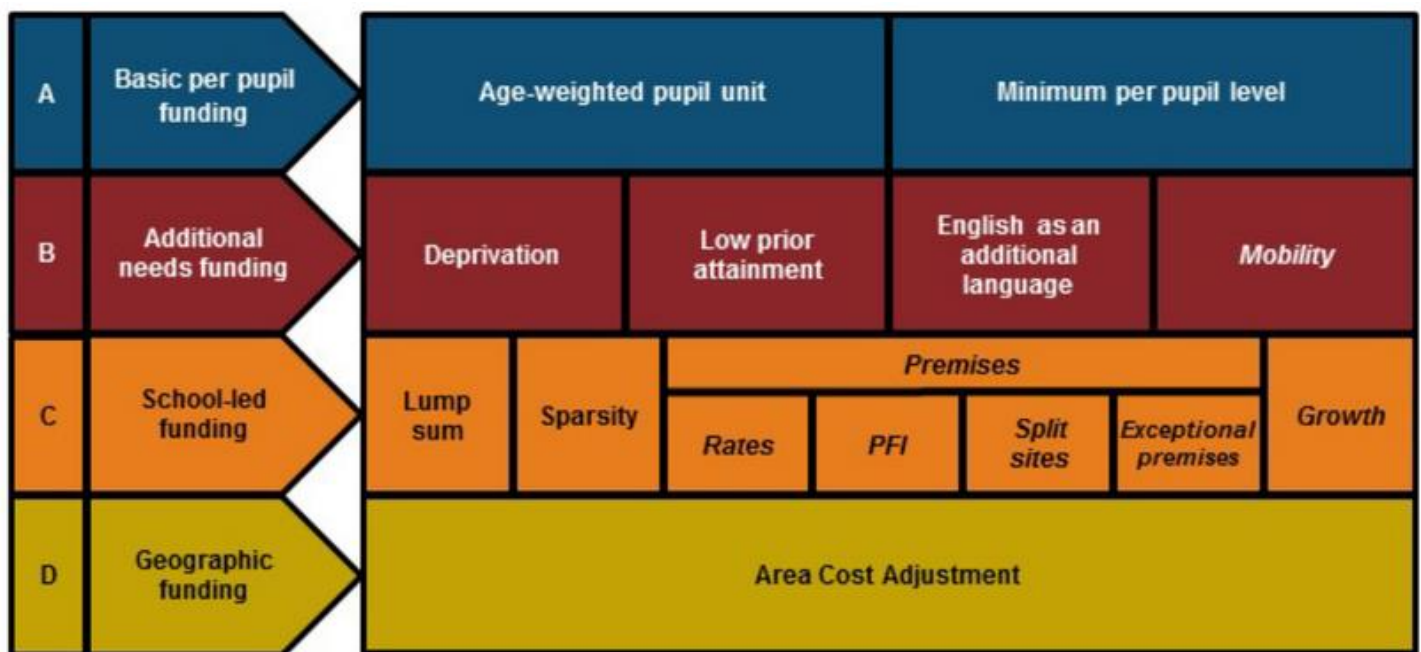 A
Basic per pupil
funding
Age-weighted pupil unit
Minimum per pupil level
B
Additional
needs funding
Deprivation
Low prior
attainment
English as an
additional
language
Mobility
C
School-led
funding
Lump
sum
Sparsity
Premises
Rates
PFI
Split
sites
Exceptional
premises
Growth
D
Geographic
funding
Area Cost Adjustment